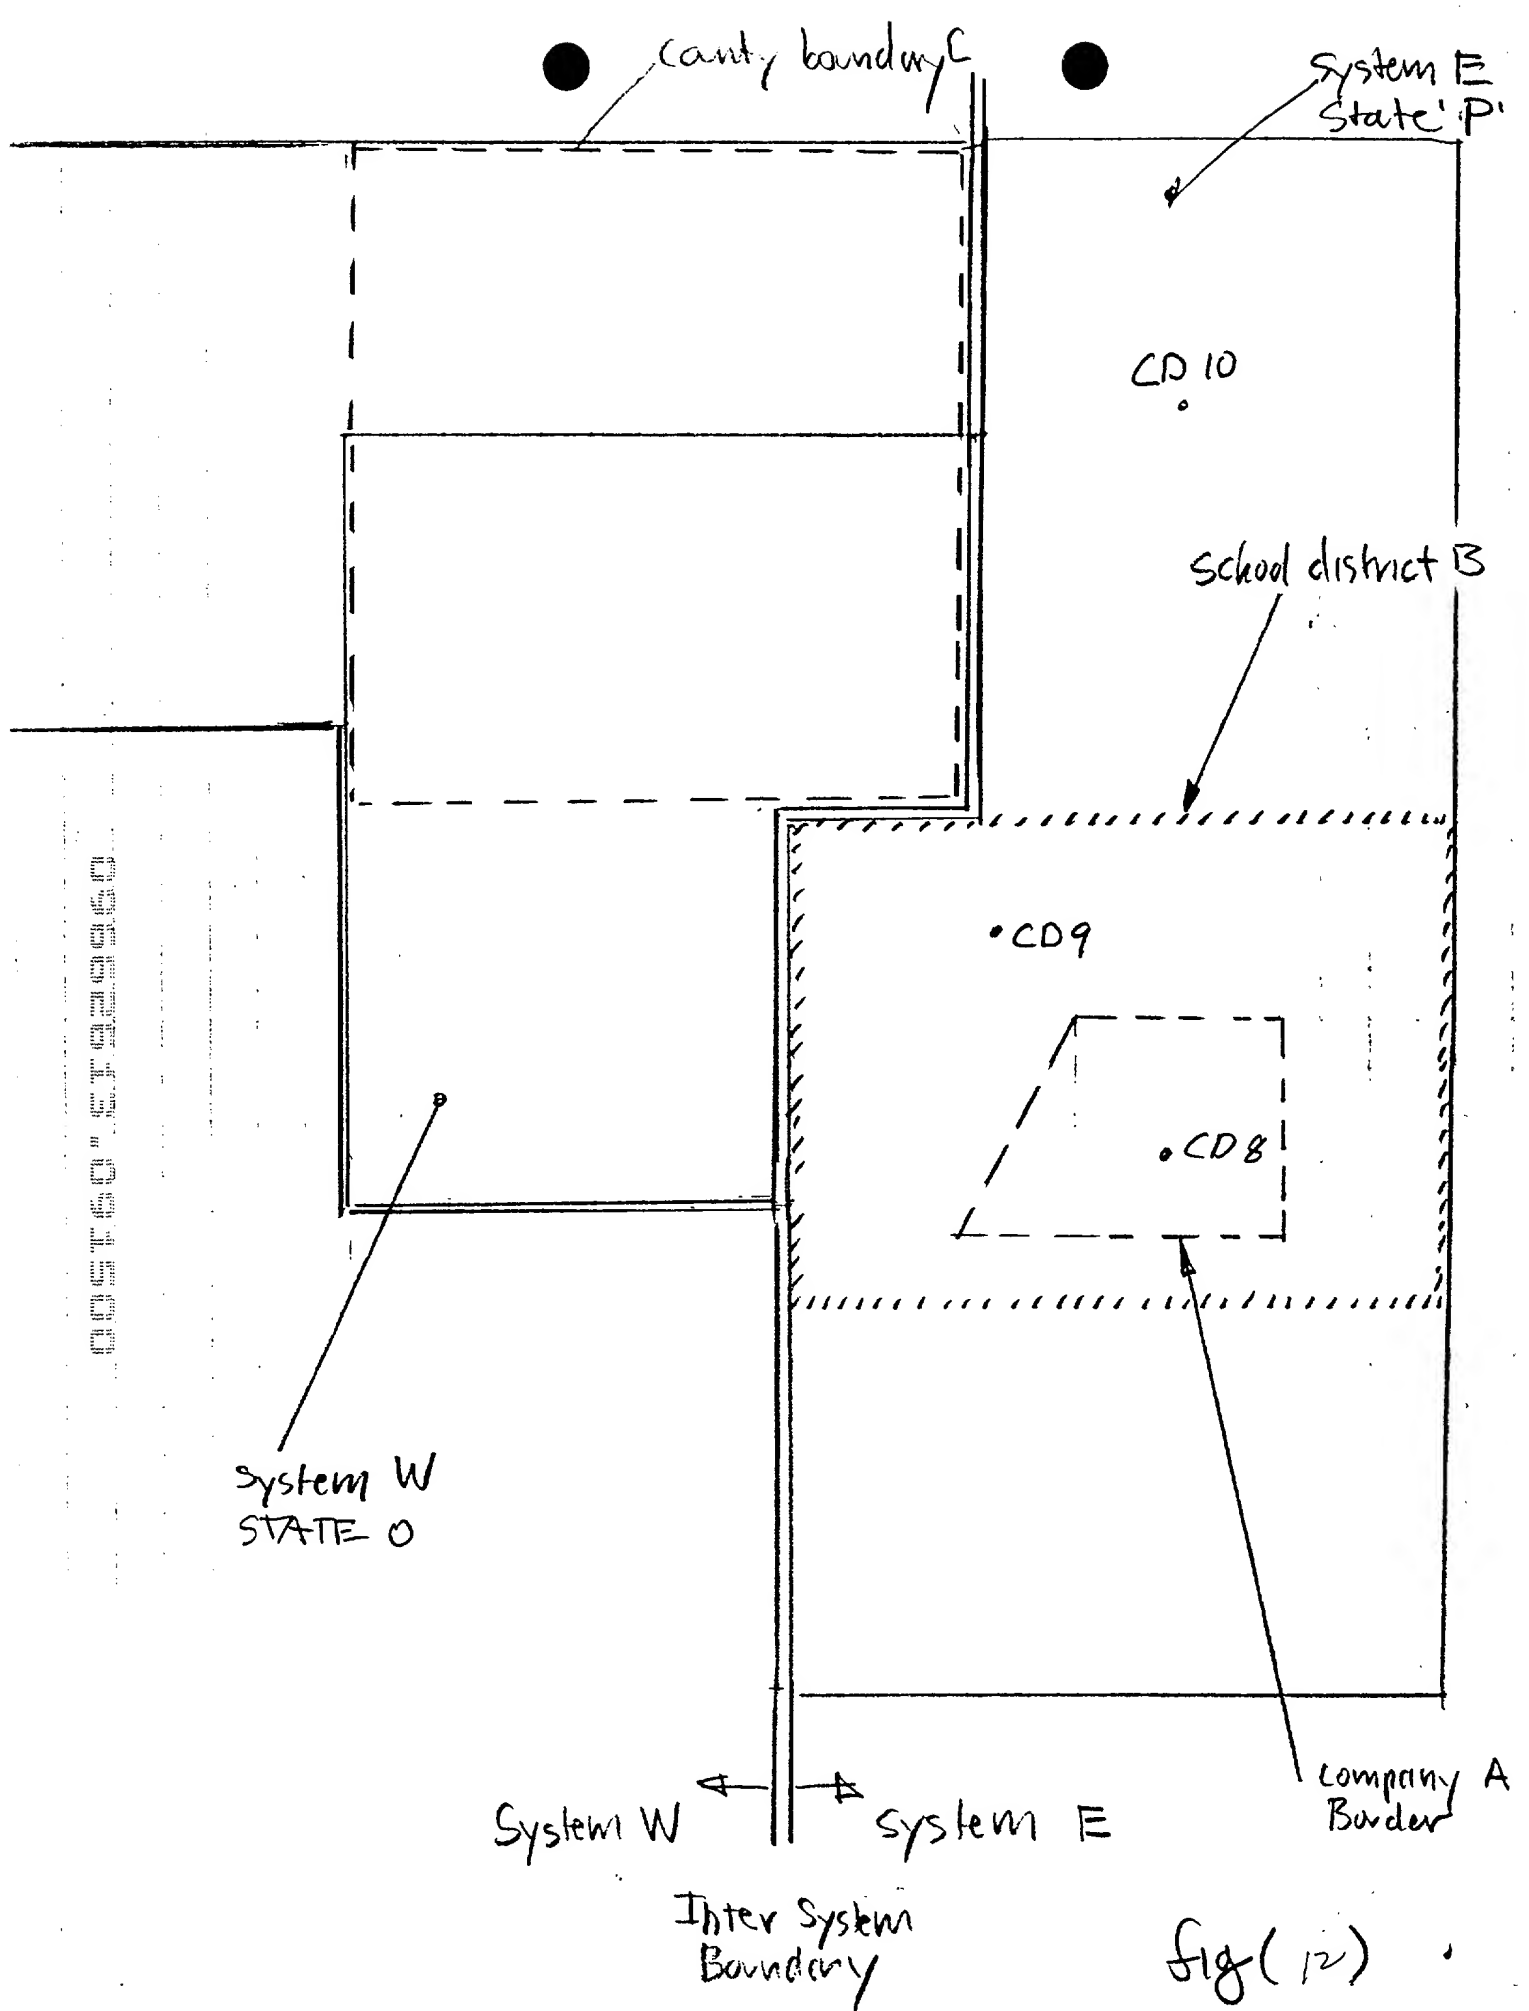 county boundary C
System E
State 'P'
CD 10
School district B
CD9
CD8
System W
STATE O
System W
System E
Company A
Border
Inter System
Boundary
fig(12)